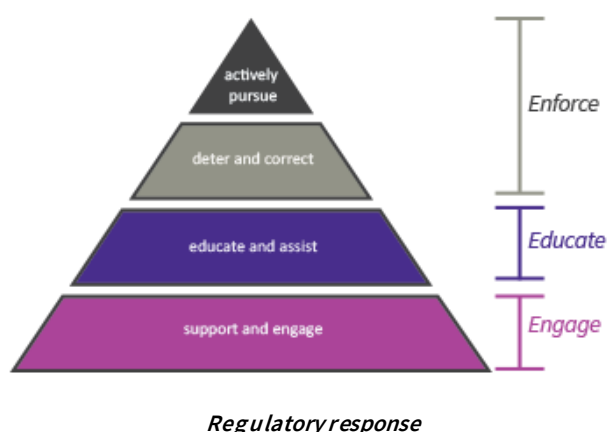 actively
pursue
Enforce
deter and correct
educate and assist
Educate
support and engage
Engage
Regulatory response